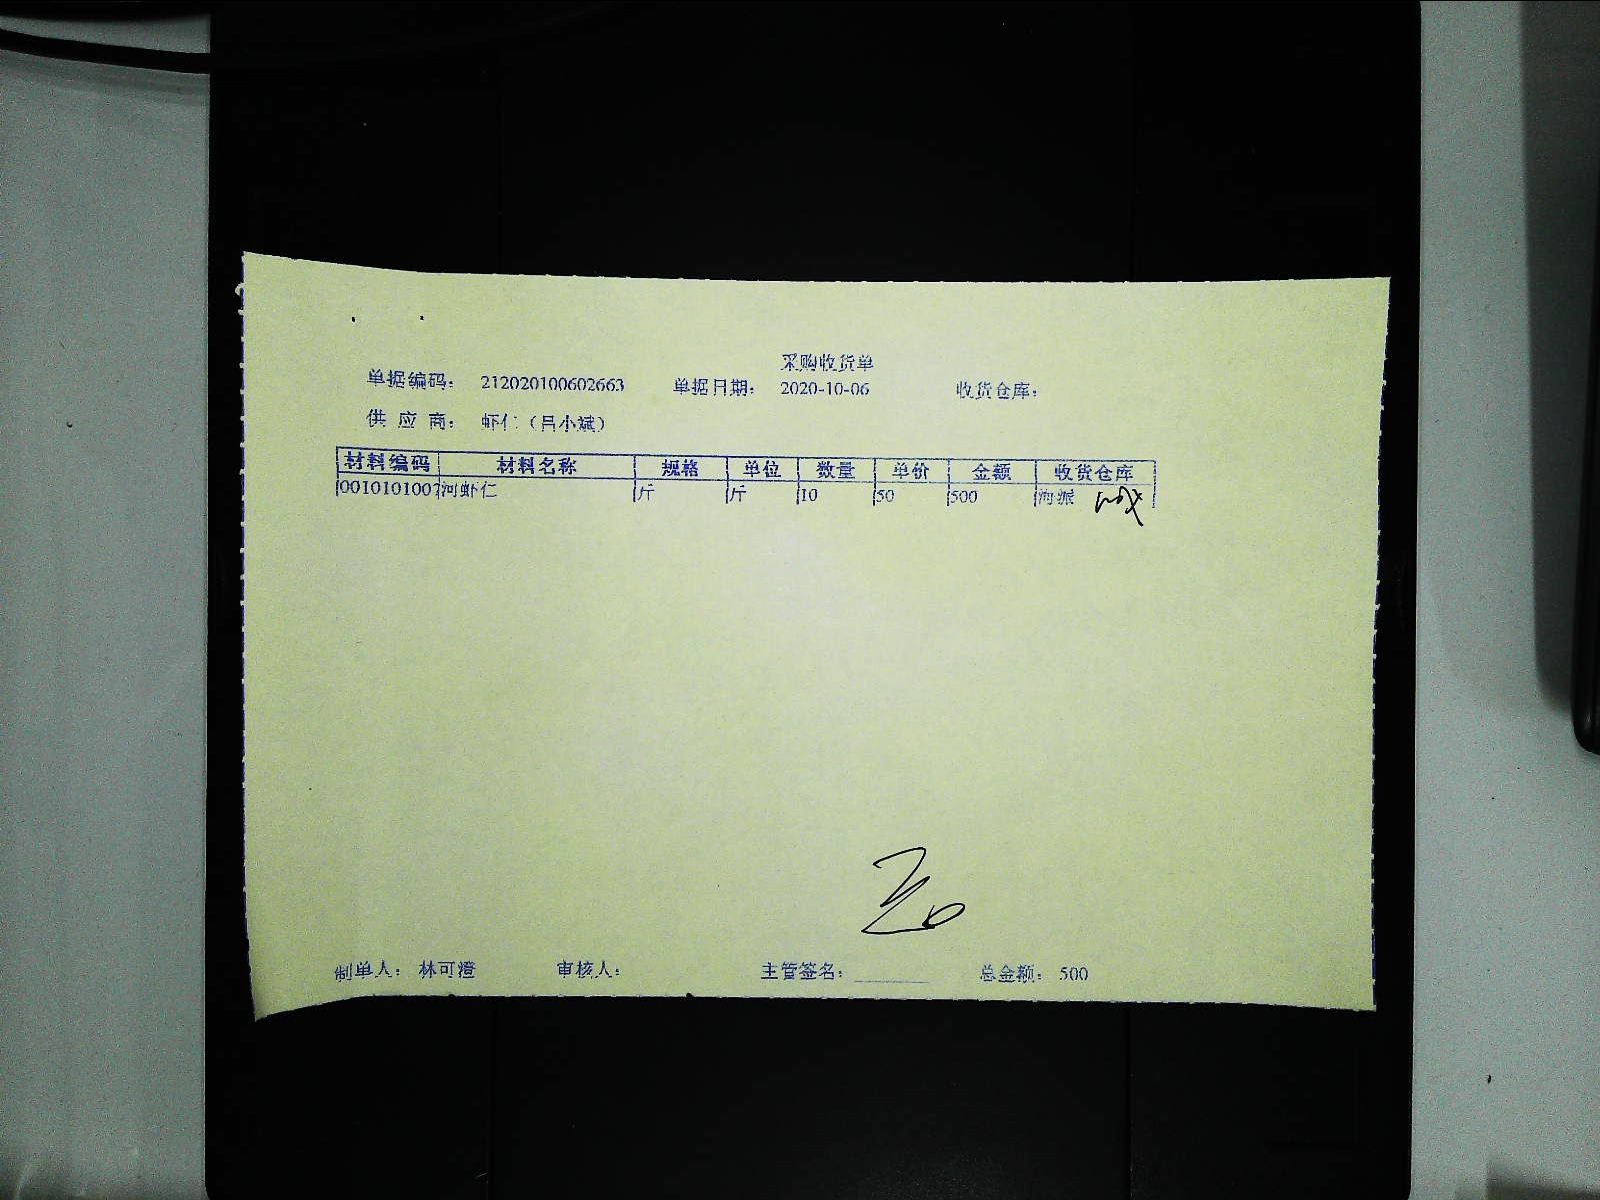 采购收货单
单据编码： 212020100602663 单据日期： 2020-10-06 收货仓库：
供 应 商： 虾仁（吕小斌）
材料编码 材料名称 规格 单位 数量 单价 金额 收货仓库
0010101007 河虾仁 斤 斤 10 50 500 海派
制单人： 林可澄 审核人： 主管签名： 总金额： 500